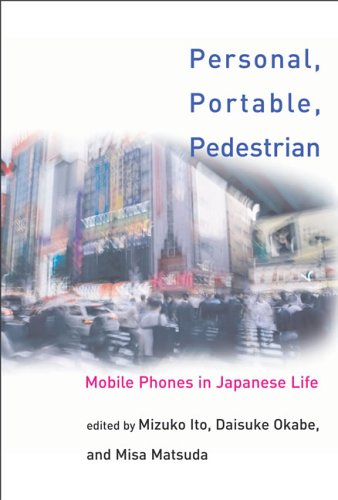 Personal,
Portable,
Pedestrian
Mobile Phones in Japanese Life
edited by Mizuko Ito, Daisuke Okabe,
and Misa Matsuda